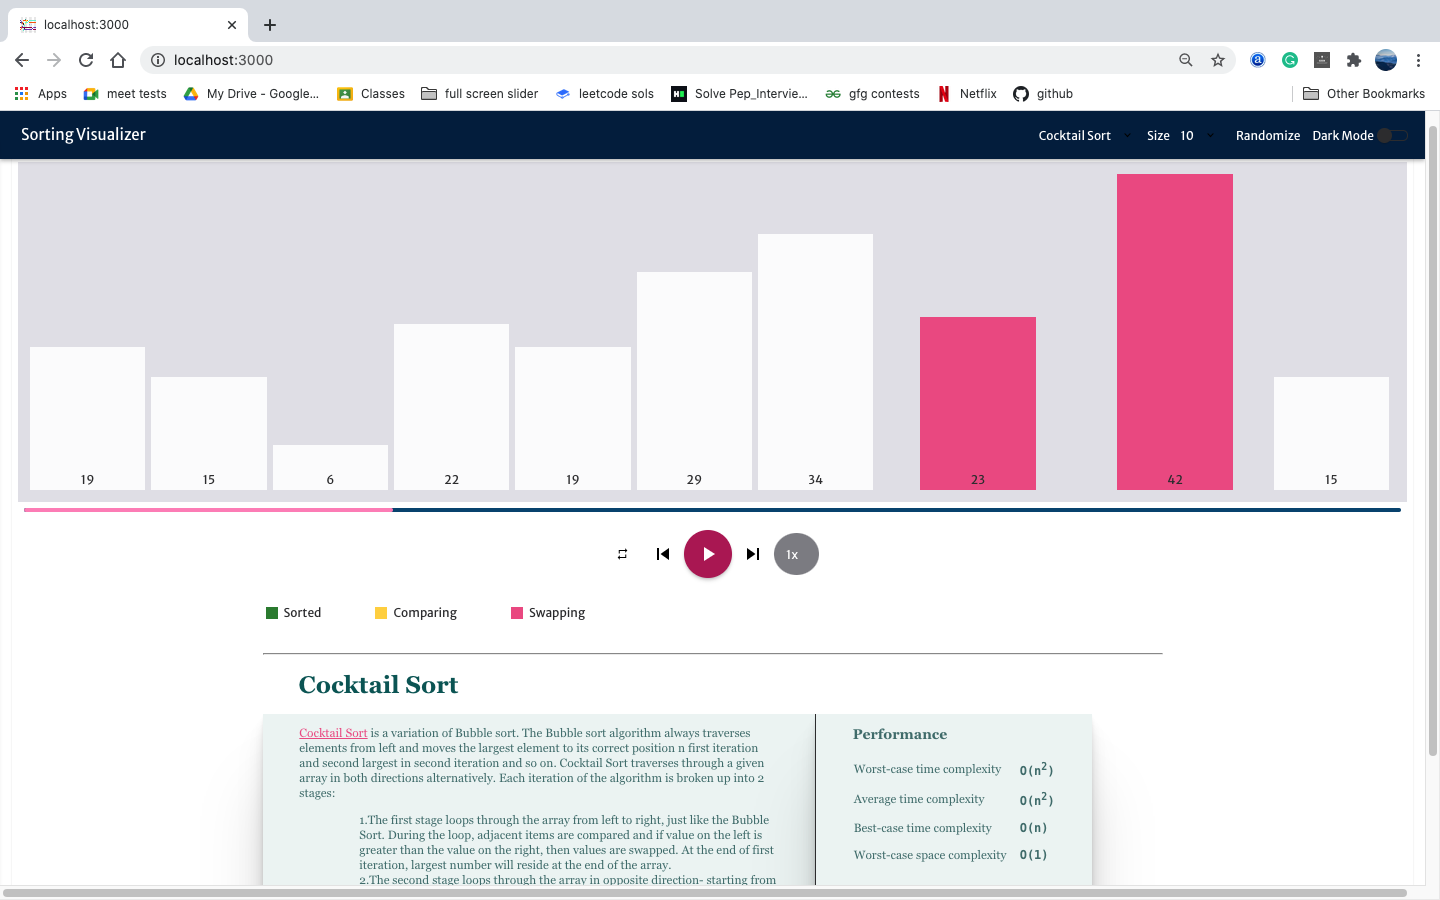 localhost:3000
localhost:3000
Apps meet tests My Drive - Google... Classes full screen slider leetcode sols Solve Pep_Intervie... gfg contests Netflix github Other Bookmarks
Sorting Visualizer Cocktail Sort Size 10 Randomize Dark Mode
19 15 6 22 19 29 34 23 42 15
1x
Sorted Comparing Swapping
Cocktail Sort
Cocktail Sort is a variation of Bubble sort. The Bubble sort algorithm always traverses
elements from left and moves the largest element to its correct position n first iteration
and second largest in second iteration and so on. Cocktail Sort traverses through a given
array in both directions alternatively. Each iteration of the algorithm is broken up into 2
stages:
1.The first stage loops through the array from left to right, just like the Bubble
Sort. During the loop, adjacent items are compared and if value on the left is
greater than the value on the right, then values are swapped. At the end of first
iteration, largest number will reside at the end of the array.
2.The second stage loops through the array in opposite direction- starting from
Performance
Worst-case time complexity O(n²)
Average time complexity O(n²)
Best-case time complexity O(n)
Worst-case space complexity O(1)